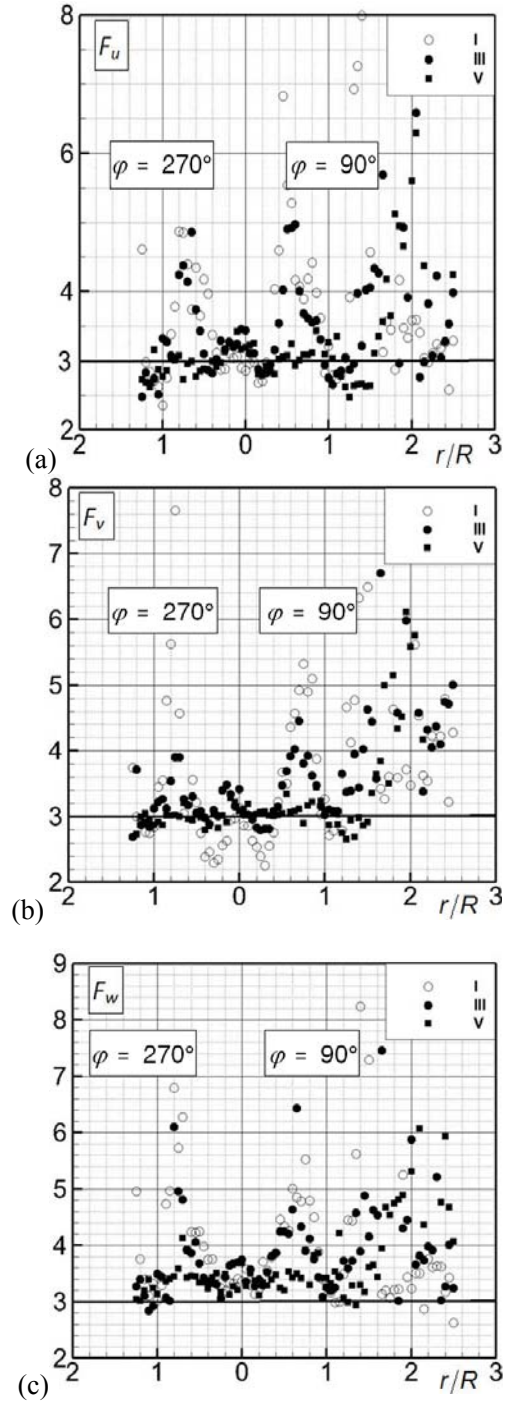 8
F_u
I
III
V
6
φ = 270°
φ = 90°
4
3
2
2 1 0 1 2 3
(a)
r/R
8
F_v
I
III
V
7
6
φ = 270°
φ = 90°
5
4
3
2
2 1 0 1 2 3
(b)
r/R
9
F_w
I
III
V
8
φ = 270°
φ = 90°
7
6
5
4
3
2
2 1 0 1 2 3
(c)
r/R